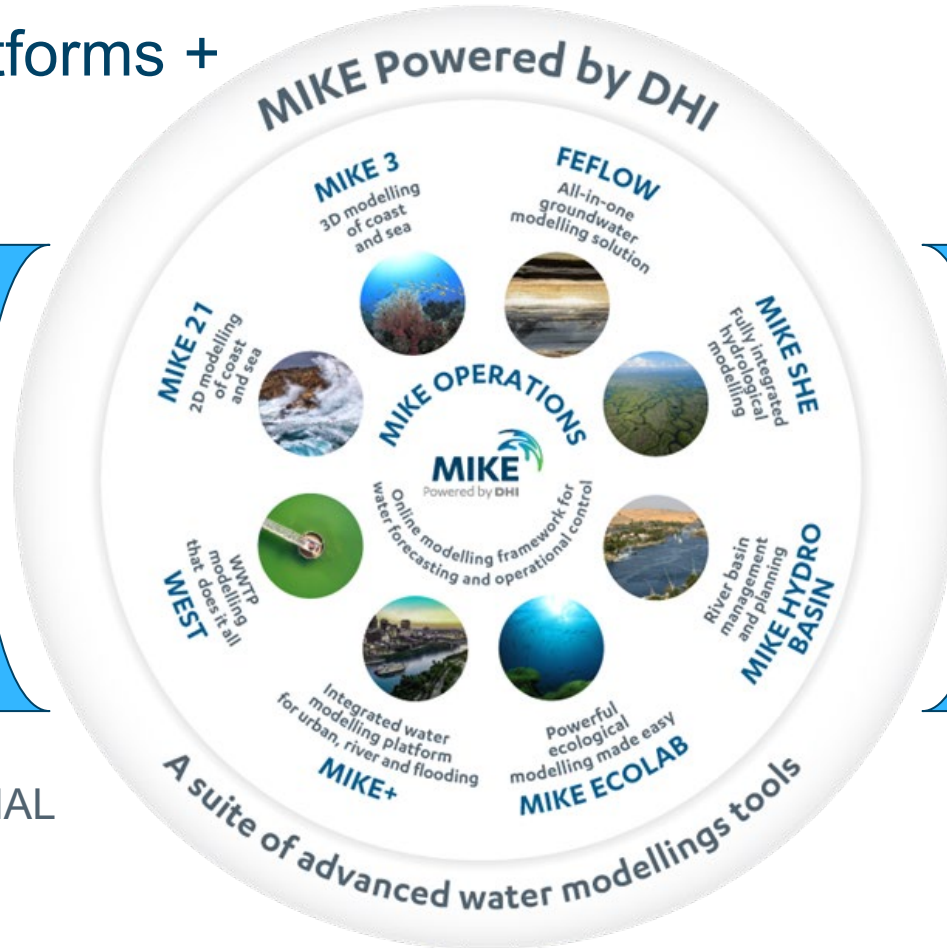 tforms +
MIKE Powered by DHI
MIKE 3
3D modelling
of coast
and sea
FEFLOW
All-in-one
groundwater
modelling solution
MIKE 21
2D modelling
of coast
and sea
MIKE SHE
Fully integrated
hydrological
modelling
MIKE OPERATIONS
MIKE
Powered by DHI
Online modelling framework for
water forecasting and operational control
WWTP
modelling
that does it all
WEST
River basin
management
and planning
MIKE HYDRO
BASIN
Integrated water
modelling platform
for urban, river and flooding
MIKE+
Powerful
ecological
modelling made easy
MIKE ECOLAB
IAL
A suite of advanced water modellings tools